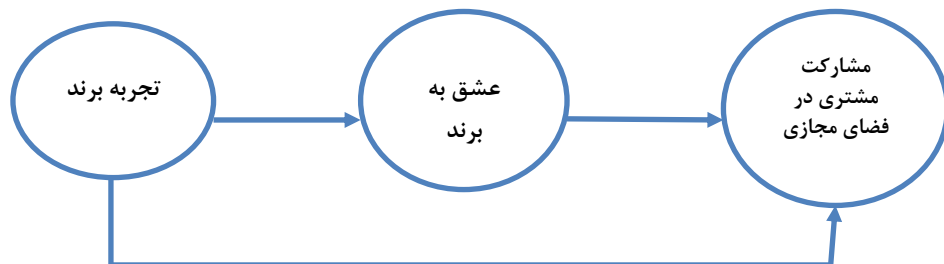 تجربه برند
عشق به
برند
مشارکت
مشتری در
فضای مجازی